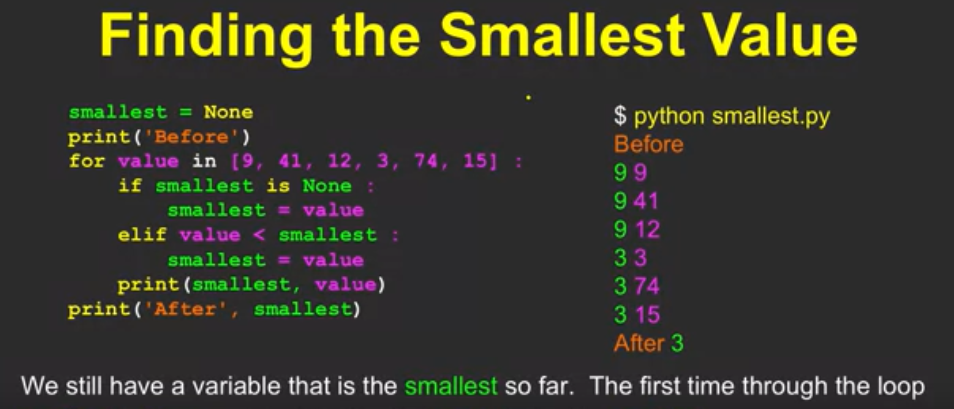 Finding the Smallest Value
smallest = None
print('Before')
for value in [9, 41, 12, 3, 74, 15] :
    if smallest is None :
        smallest = value
    elif value < smallest :
        smallest = value
    print(smallest, value)
print('After', smallest)
$ python smallest.py
Before
9 9
9 41
9 12
3 3
3 74
3 15
After 3
We still have a variable that is the smallest so far.  The first time through the loop